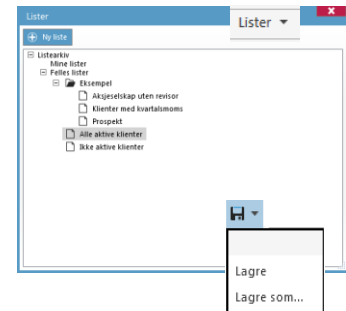 Lister
Lister
Ny liste
Listearkiv
Mine lister
Felles lister
Eksempel
Aksjeselskap uten revisor
Klienter med kvartalsmoms
Prospekt
Alle aktive klienter
Ikke aktive klienter
Lagre
Lagre som...